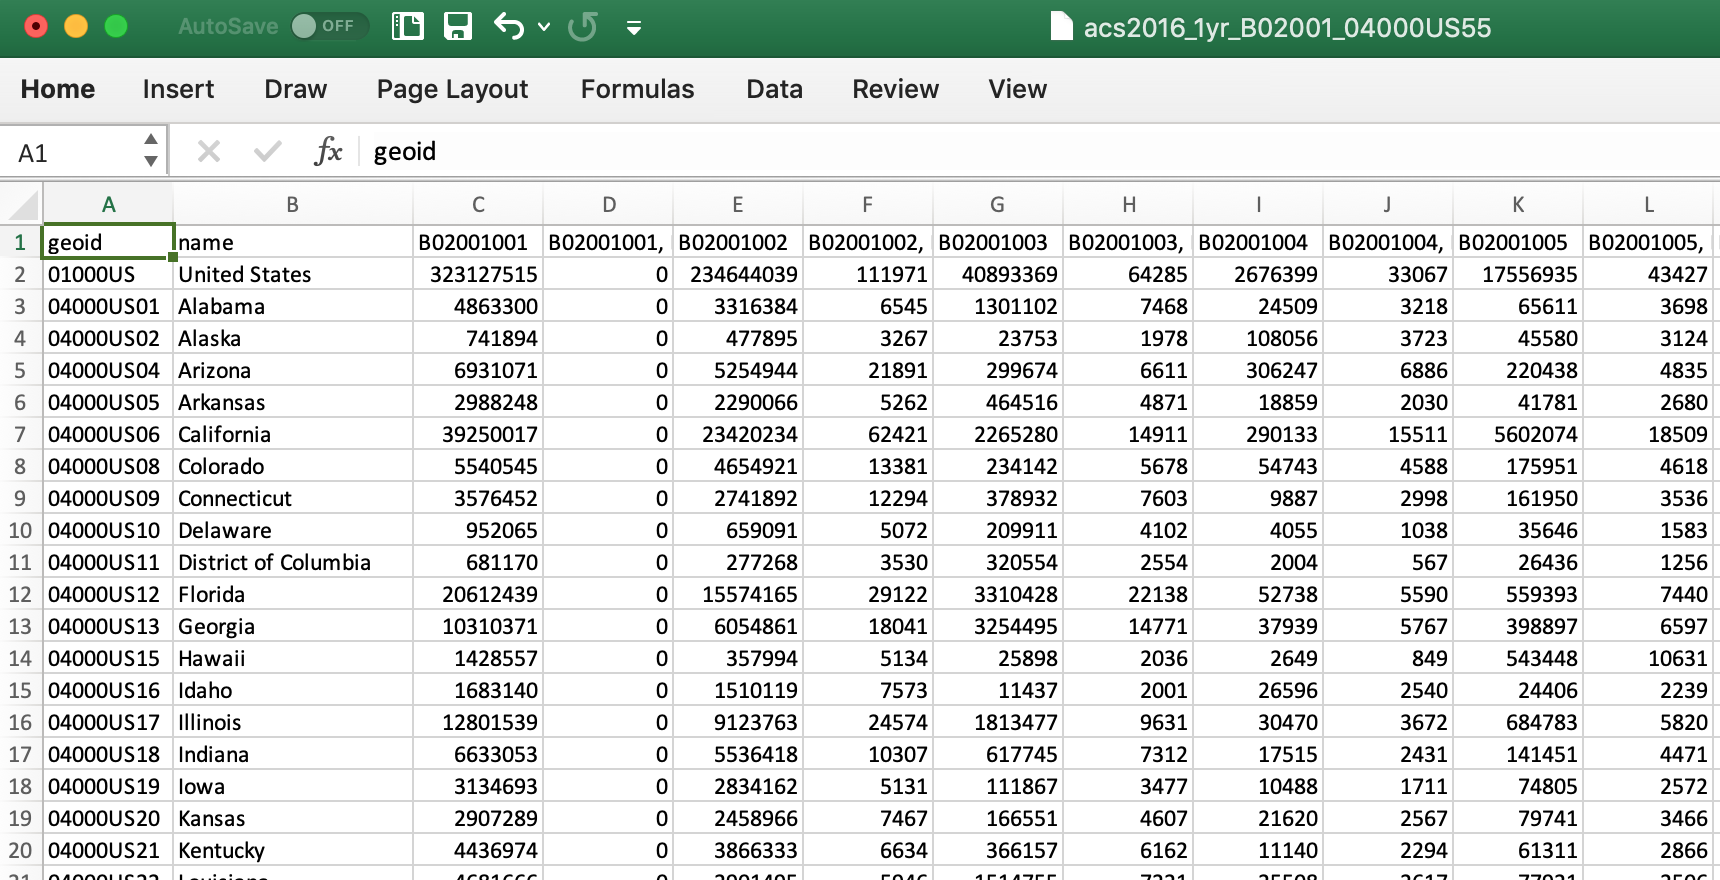 AutoSave OFF acs2016_1yr_B02001_04000US55
Home Insert Draw Page Layout Formulas Data Review View
A1 fx geoid
A B C D E F G H I J K L
1 geoid name B02001001 B02001001, B02001002 B02001002, B02001003 B02001003, B02001004 B02001004, B02001005 B02001005,
2 01000US United States 323127515 0 234644039 111971 40893369 64285 2676399 33067 17556935 43427
3 04000US01 Alabama 4863300 0 3316384 6545 1301102 7468 24509 3218 65611 3698
4 04000US02 Alaska 741894 0 477895 3267 23753 1978 108056 3723 45580 3124
5 04000US04 Arizona 6931071 0 5254944 21891 299674 6611 306247 6886 220438 4835
6 04000US05 Arkansas 2988248 0 2290066 5262 464516 4871 18859 2030 41781 2680
7 04000US06 California 39250017 0 23420234 62421 2265280 14911 290133 15511 5602074 18509
8 04000US08 Colorado 5540545 0 4654921 13381 234142 5678 54743 4588 175951 4618
9 04000US09 Connecticut 3576452 0 2741892 12294 378932 7603 9887 2998 161950 3536
10 04000US10 Delaware 952065 0 659091 5072 209911 4102 4055 1038 35646 1583
11 04000US11 District of Columbia 681170 0 277268 3530 320554 2554 2004 567 26436 1256
12 04000US12 Florida 20612439 0 15574165 29122 3310428 22138 52738 5590 559393 7440
13 04000US13 Georgia 10310371 0 6054861 18041 3254495 14771 37939 5767 398897 6597
14 04000US15 Hawaii 1428557 0 357994 5134 25898 2036 2649 849 543448 10631
15 04000US16 Idaho 1683140 0 1510119 7573 11437 2001 26596 2540 24406 2239
16 04000US17 Illinois 12801539 0 9123763 24574 1813477 9631 30470 3672 684783 5820
17 04000US18 Indiana 6633053 0 5536418 10307 617745 7312 17515 2431 141451 4471
18 04000US19 Iowa 3134693 0 2834162 5131 111867 3477 10488 1711 74805 2572
19 04000US20 Kansas 2907289 0 2458966 7467 166551 4607 21620 2567 79741 3466
20 04000US21 Kentucky 4436974 0 3866333 6634 366157 6162 11140 2294 61311 2866